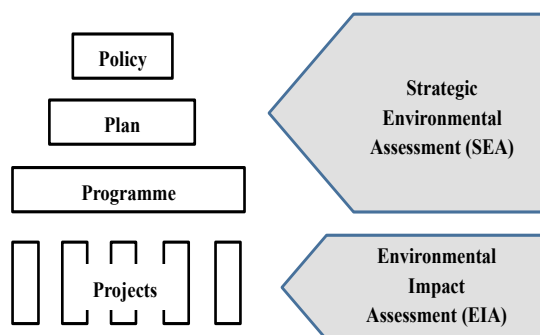 Policy
Plan
Programme
Projects
Strategic
Environmental
Assessment (SEA)
Environmental
Impact
Assessment (EIA)